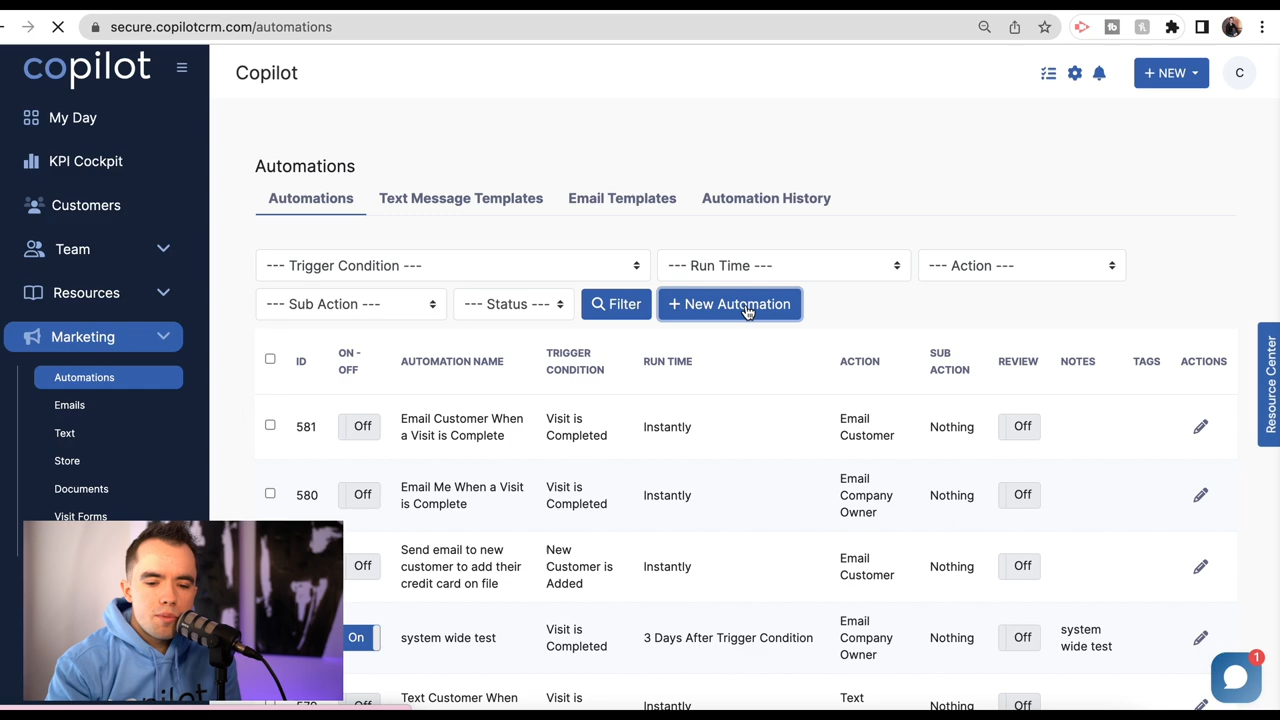 secure.copilotcrm.com/automations
copilot
Copilot
+ NEW
C
My Day
KPI Cockpit
Customers
Team
Resources
Marketing
Automations
Emails
Text
Store
Documents
Visit Forms
Automations
Automations Text Message Templates Email Templates Automation History
--- Trigger Condition --- --- Run Time --- --- Action ---
--- Sub Action --- --- Status --- Filter + New Automation
ID ON - OFF AUTOMATION NAME TRIGGER CONDITION RUN TIME ACTION SUB ACTION REVIEW NOTES TAGS ACTIONS
581 Off Email Customer When a Visit is Complete Visit is Completed Instantly Email Customer Nothing Off
580 Off Email Me When a Visit is Complete Visit is Completed Instantly Email Company Owner Nothing Off
Off Send email to new customer to add their credit card on file New Customer is Added Instantly Email Customer Nothing Off
On system wide test Visit is Completed 3 Days After Trigger Condition Email Company Owner Nothing Off system wide test
Text Customer When Visit is Instantly Text Nothing Off
Resource Center
1
copilot